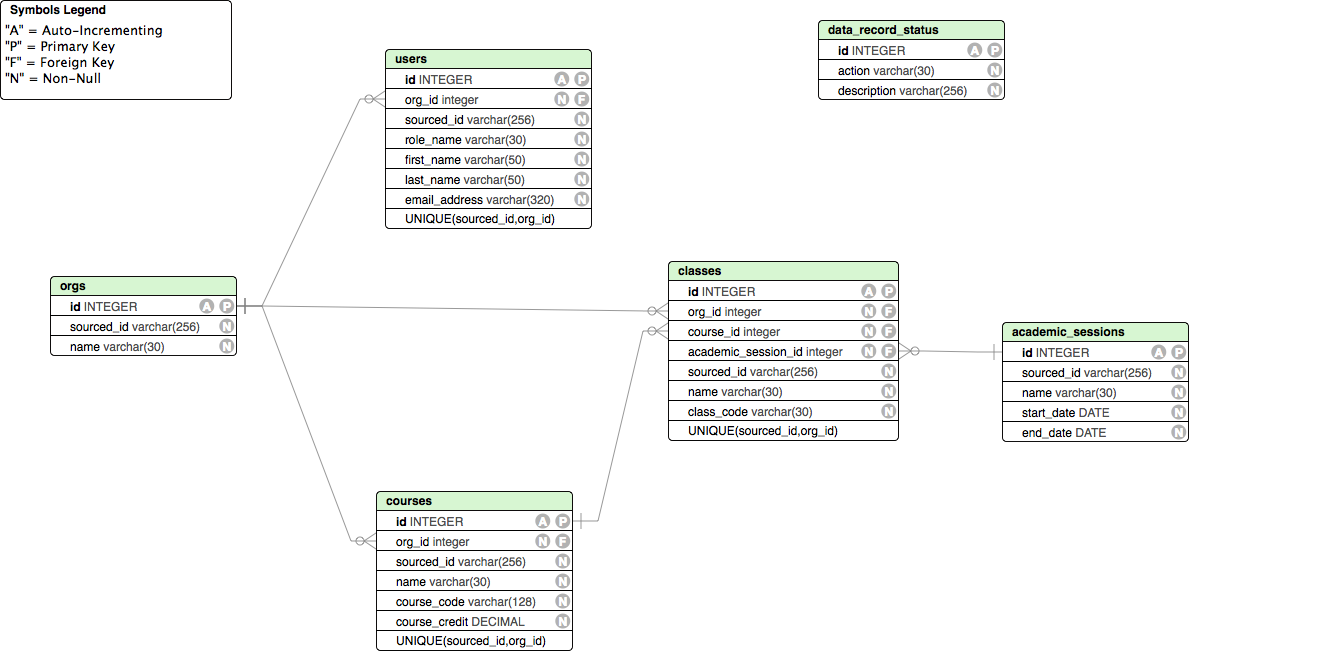 Symbols Legend
"A" = Auto-Incrementing
"P" = Primary Key
"F" = Foreign Key
"N" = Non-Null
data_record_status
id INTEGER A P
action varchar(30) N
description varchar(256) N
users
id INTEGER A P
org_id integer N F
sourced_id varchar(256) N
role_name varchar(30) N
first_name varchar(50) N
last_name varchar(50) N
email_address varchar(320) N
UNIQUE(sourced_id,org_id)
orgs
id INTEGER A P
sourced_id varchar(256) N
name varchar(30) N
classes
id INTEGER A P
org_id integer N F
course_id integer N F
academic_session_id integer N F
sourced_id varchar(256) N
name varchar(30) N
class_code varchar(30) N
UNIQUE(sourced_id,org_id)
academic_sessions
id INTEGER A P
sourced_id varchar(256) N
name varchar(30) N
start_date DATE N
end_date DATE N
courses
id INTEGER A P
org_id integer N F
sourced_id varchar(256) N
name varchar(30) N
course_code varchar(128) N
course_credit DECIMAL N
UNIQUE(sourced_id,org_id)